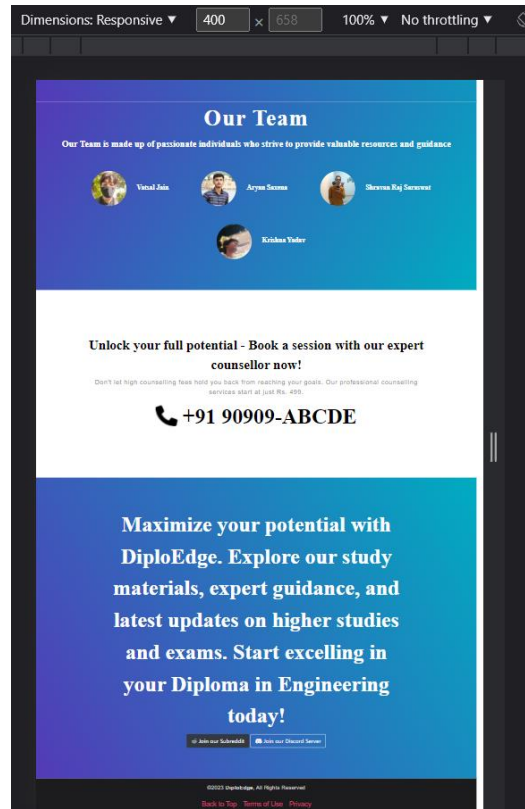 Dimensions: Responsive ▼ 400 × 658 100% ▼ No throttling ▼
Our Team
Our Team is made up of passionate individuals who strive to provide valuable resources and guidance
Vatsal Jain Aryan Saxena Shravan Raj Saraswat
Krishna Yadav
Unlock your full potential - Book a session with our expert
counsellor now!
Don't let high counselling fees hold you back from reaching your goals. Our professional counselling
services start at just Rs. 499.
+91 90909-ABCDE
Maximize your potential with
DiploEdge. Explore our study
materials, expert guidance, and
latest updates on higher studies
and exams. Start excelling in
your Diploma in Engineering
today!
Join our Subreddit Join our Discord Server
©2023 DiploEdge, All Rights Reserved
Back to Top Terms of Use Privacy